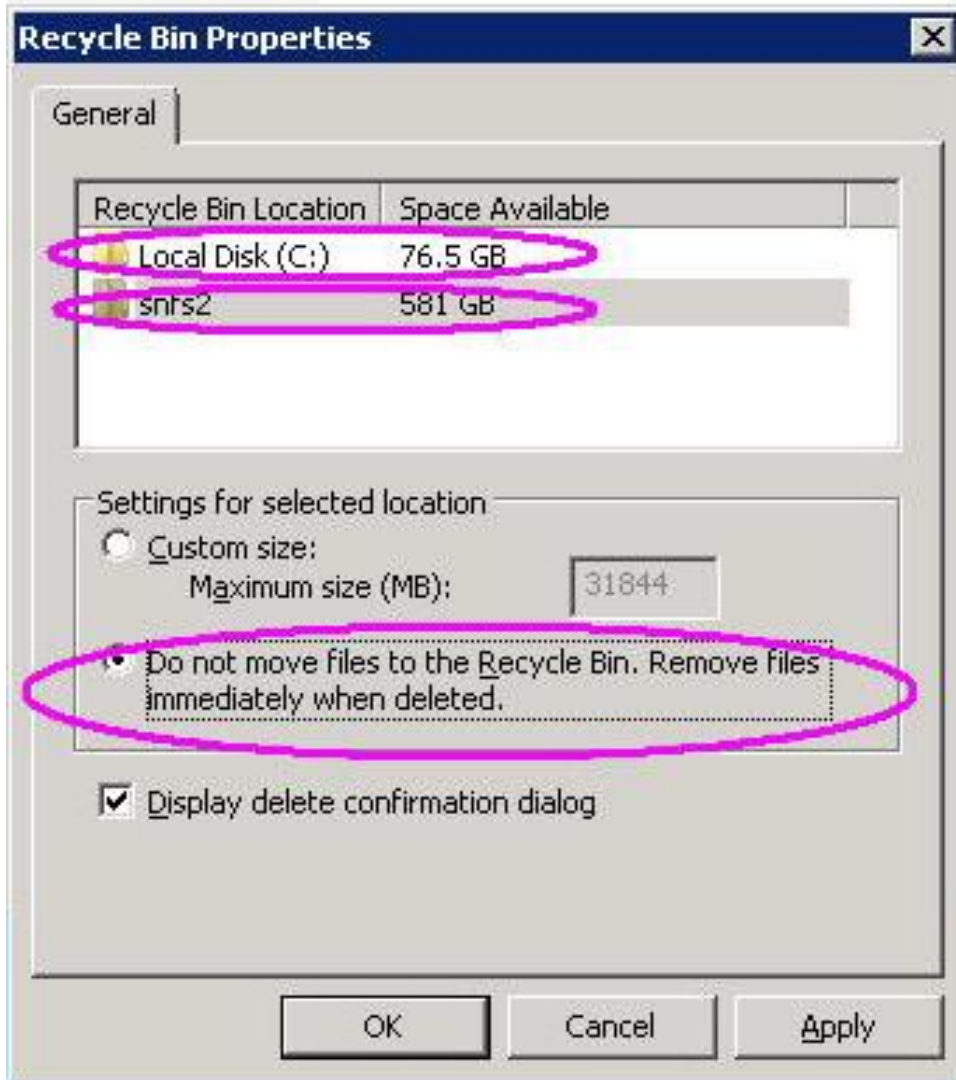 Recycle Bin Properties
General
Recycle Bin Location Space Available
Local Disk (C:) 76.5 GB
snfs2 581 GB
Settings for selected location
Custom size:
Maximum size (MB): 31844
Do not move files to the Recycle Bin. Remove files
immediately when deleted.
Display delete confirmation dialog
OK Cancel Apply